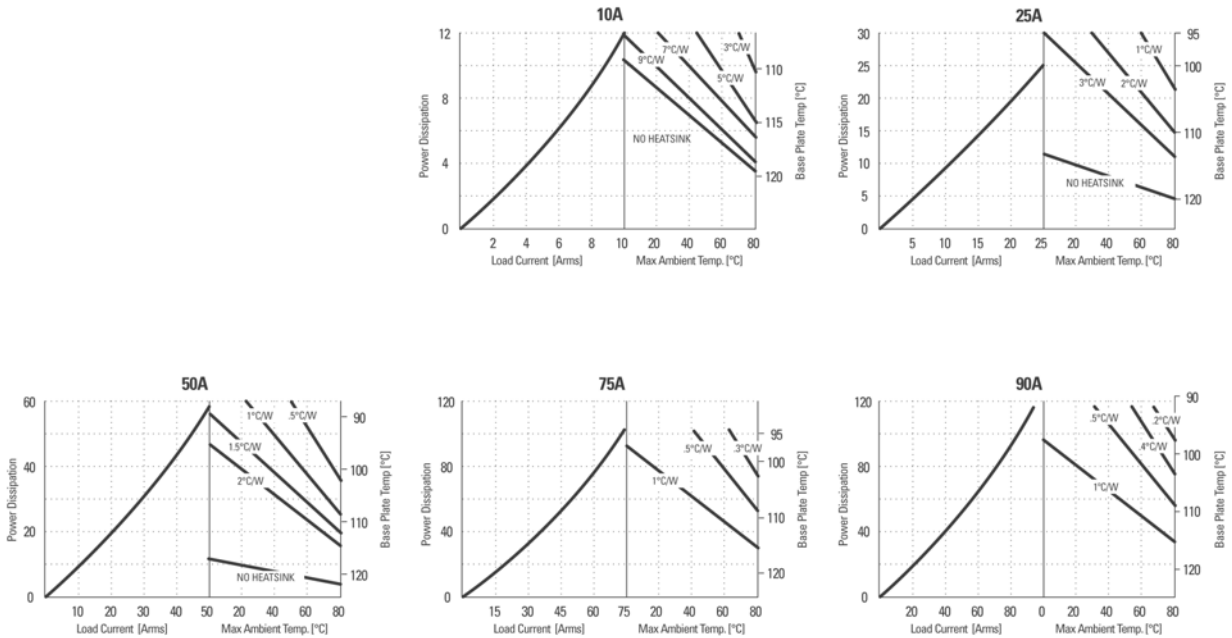 10A
12
8
4
0
Power Dissipation
7°C/W
9°C/W
3°C/W
5°C/W
NO HEATSINK
110
115
120
Base Plate Temp [°C]
2 4 6 8 10 20 40 60 80
Load Current [Arms] Max Ambient Temp. [°C]
25A
30
25
20
15
10
5
0
Power Dissipation
1°C/W
2°C/W
3°C/W
NO HEATSINK
95
100
110
120
Base Plate Temp [°C]
5 10 15 20 25 20 40 60 80
Load Current [Arms] Max Ambient Temp. [°C]
50A
60
40
20
0
Power Dissipation
1°C/W
.5°C/W
1.5°C/W
2°C/W
NO HEATSINK
90
100
110
120
Base Plate Temp [°C]
10 20 30 40 50 20 40 60 80
Load Current [Arms] Max Ambient Temp. [°C]
75A
120
80
40
0
Power Dissipation
.5°C/W
.3°C/W
1°C/W
95
100
110
120
Base Plate Temp [°C]
15 30 45 60 75 20 40 60 80
Load Current [Arms] Max Ambient Temp. [°C]
90A
120
80
40
0
Power Dissipation
.5°C/W
.2°C/W
.4°C/W
1°C/W
90
100
110
120
Base Plate Temp [°C]
20 40 60 80 0 20 40 60 80
Load Current [Arms] Max Ambient Temp. [°C]